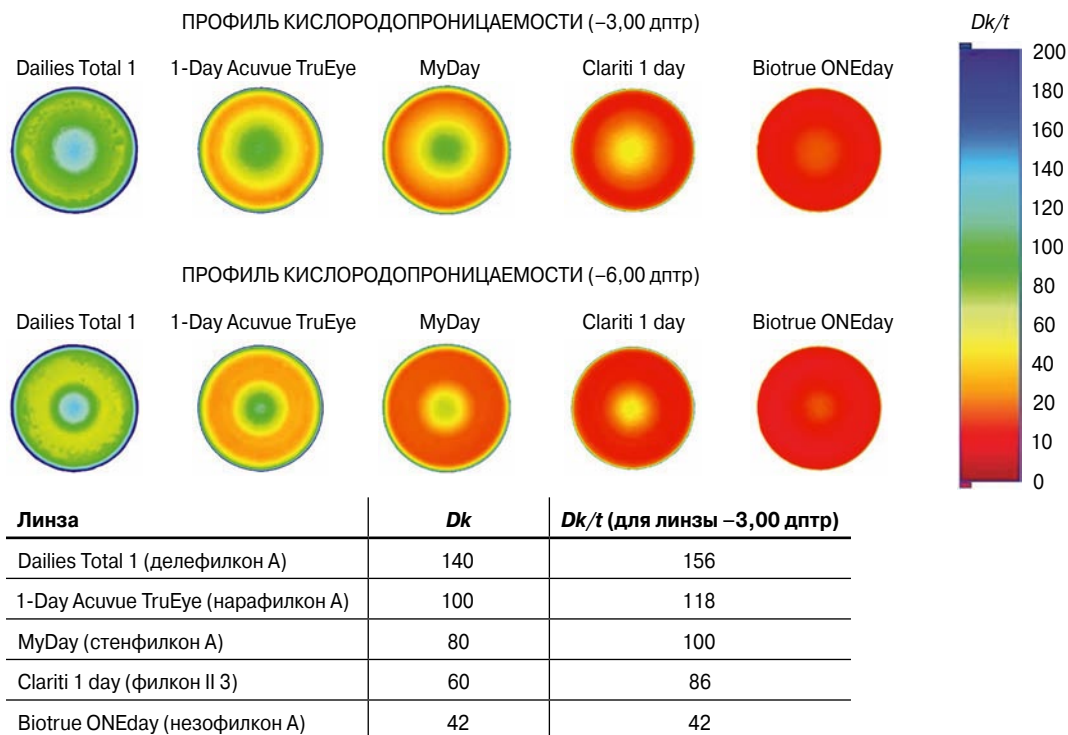 ПРОФИЛЬ КИСЛОРОДОПРОНИЦАЕМОСТИ (–3,00 дптр)
Dailies Total 1 1-Day Acuvue TruEye MyDay Clariti 1 day Biotrue ONEday
ПРОФИЛЬ КИСЛОРОДОПРОНИЦАЕМОСТИ (–6,00 дптр)
Dailies Total 1 1-Day Acuvue TruEye MyDay Clariti 1 day Biotrue ONEday
Dk/t
200
180
160
140
120
100
80
60
40
20
10
0
Линза Dk Dk/t (для линзы –3,00 дптр)
Dailies Total 1 (делефилкон А) 140 156
1-Day Acuvue TruEye (нарафилкон А) 100 118
MyDay (стенфилкон А) 80 100
Clariti 1 day (филкон II 3) 60 86
Biotrue ONEday (незофилкон А) 42 42